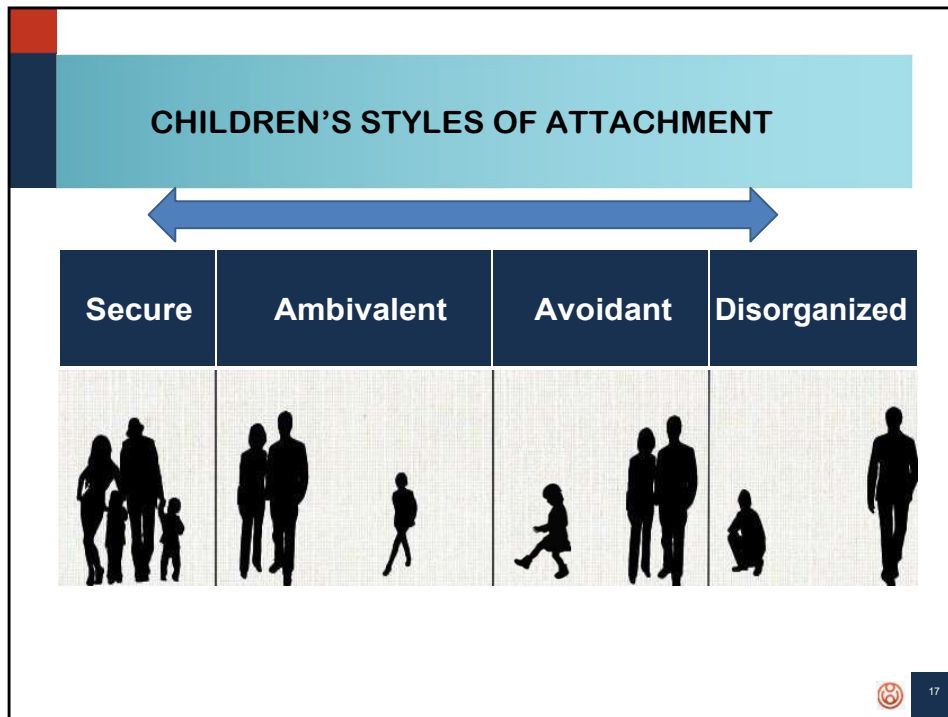 CHILDREN’S STYLES OF ATTACHMENT
Secure Ambivalent Avoidant Disorganized
17